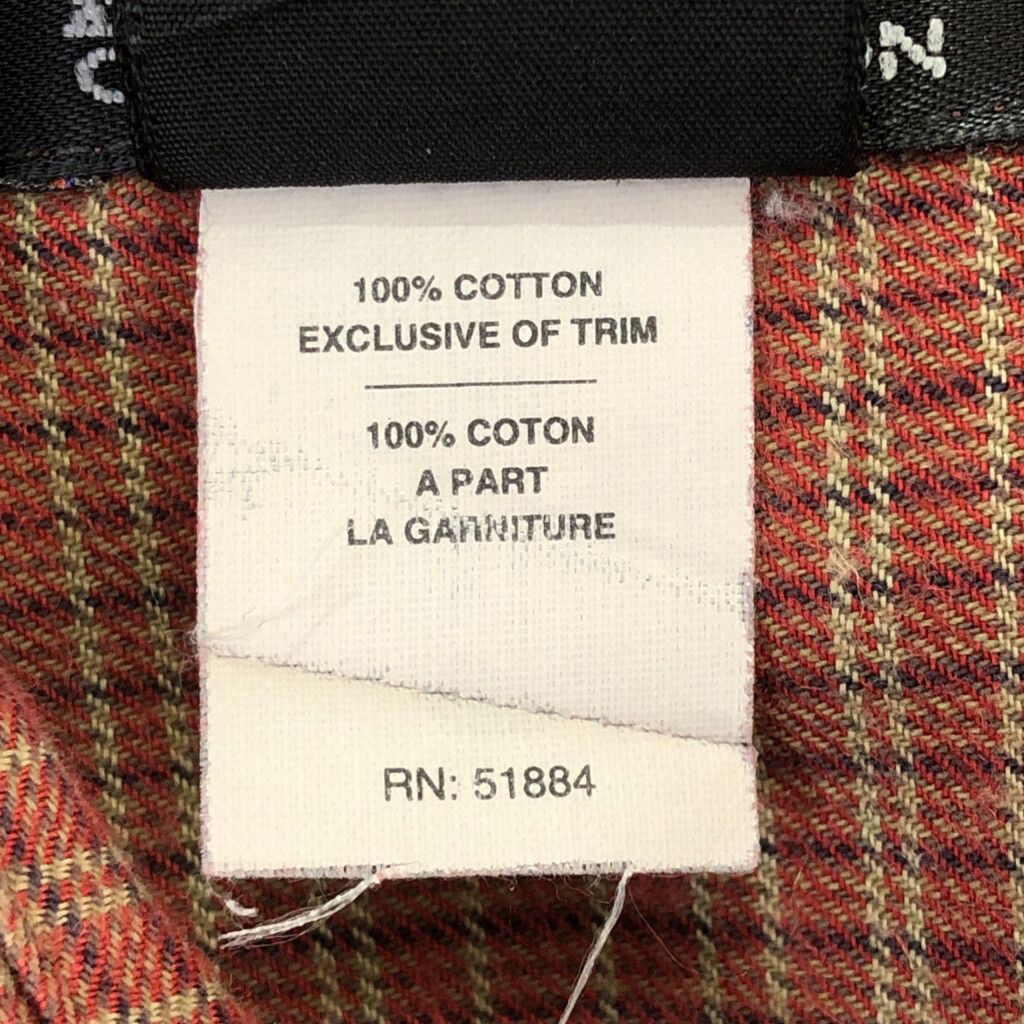 100% COTTON
EXCLUSIVE OF TRIM
100% COTON
A PART
LA GARNITURE
RN: 51884